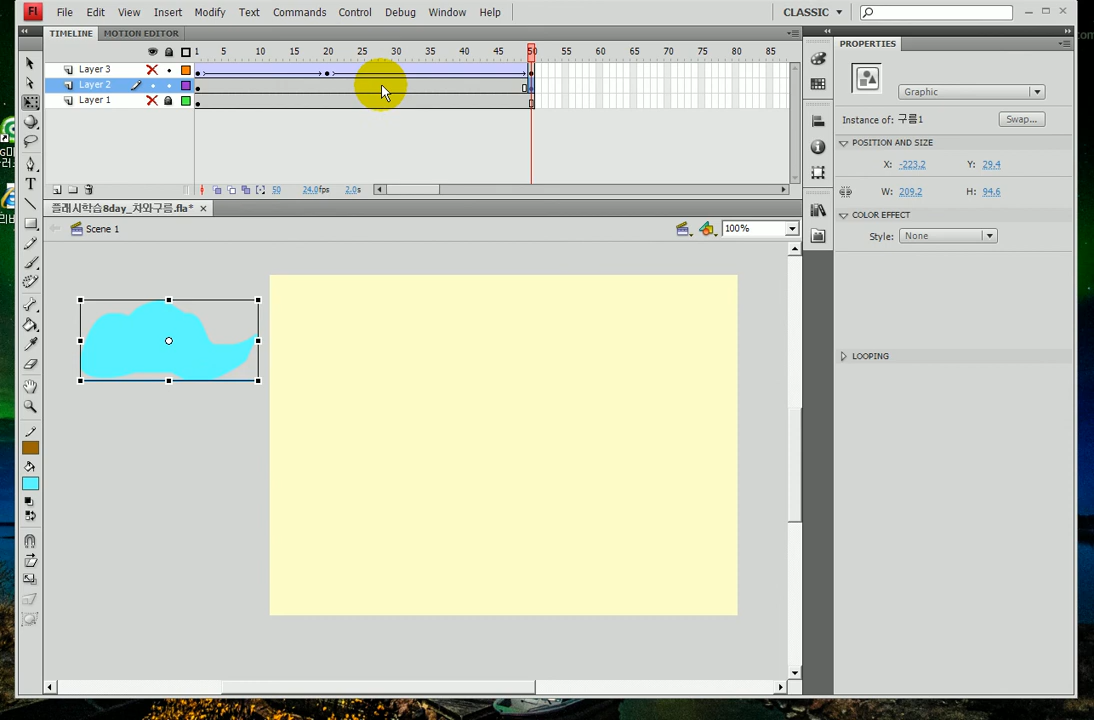 Fl File Edit View Insert Modify Text Commands Control Debug Window Help CLASSIC
TIMELINE MOTION EDITOR
1 5 10 15 20 25 30 35 40 45 50 55 60 65 70 75 80 85
Layer 3
Layer 2
Layer 1
50 24.0fps 2.0s
플래시학습8day_차와구름.fla* ×
Scene 1 100%
T
PROPERTIES
Graphic
Instance of: 구름1 Swap...
POSITION AND SIZE
X: -223.2 Y: 29.4
W: 209.2 H: 94.6
COLOR EFFECT
Style: None
LOOPING